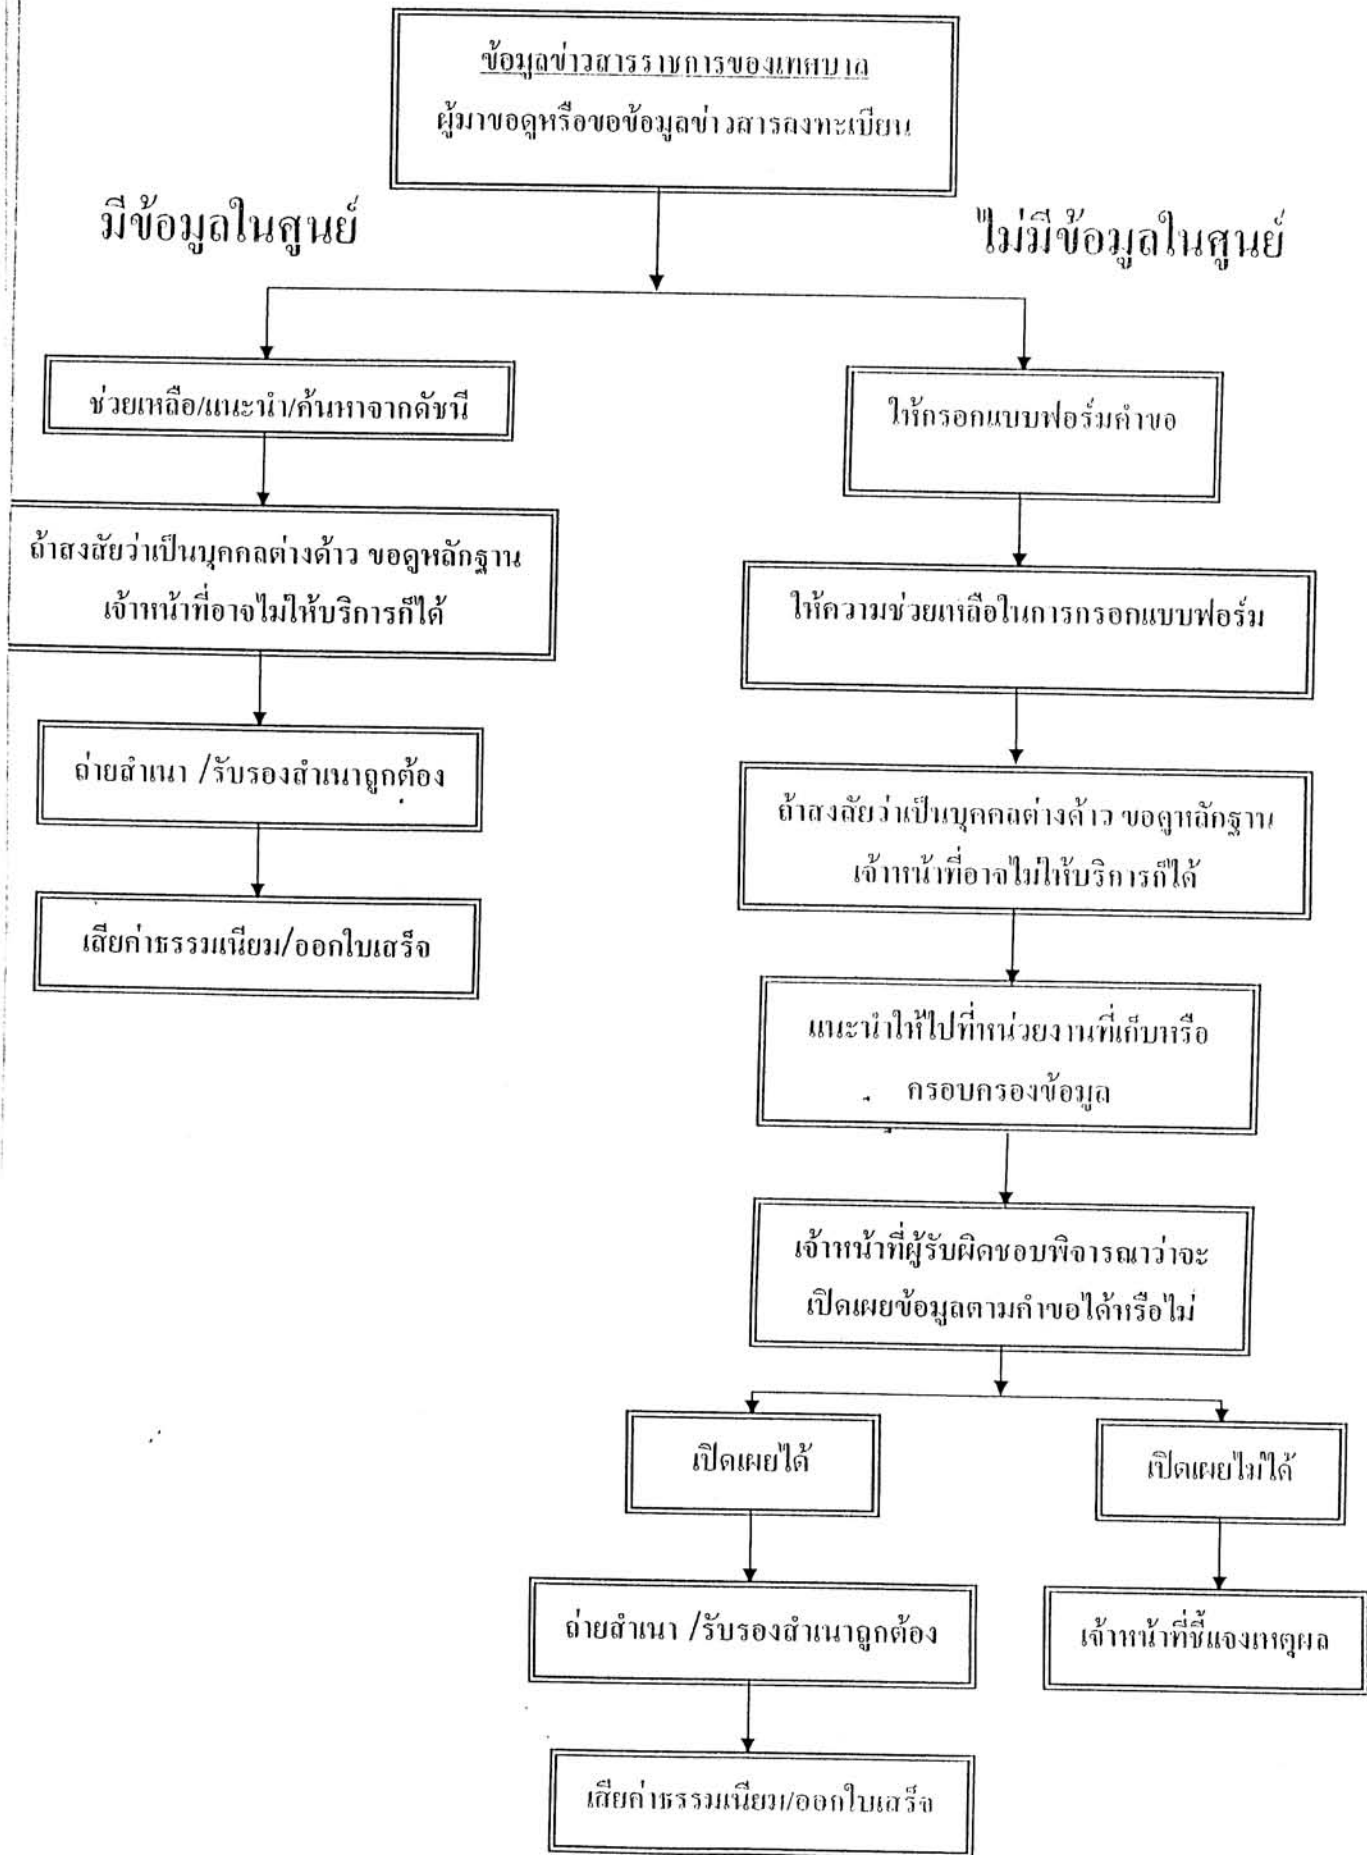 ข้อมูลข่าวสารราชการของเทศบาล
ผู้มาขอดูหรือขอข้อมูลข่าวสารลงทะเบียน
มีข้อมูลในศูนย์
ไม่มีข้อมูลในศูนย์
ช่วยเหลือ/แนะนำ/ค้นหาจากดัชนี
ถ้าสงสัยว่าเป็นบุคคลต่างด้าว ขอดูหลักฐาน
เจ้าหน้าที่อาจไม่ให้บริการก็ได้
ถ่ายสำเนา /รับรองสำเนาถูกต้อง
เสียค่าธรรมเนียม/ออกใบเสร็จ
ให้กรอกแบบฟอร์มคำขอ
ให้ความช่วยเหลือในการกรอกแบบฟอร์ม
ถ้าสงสัยว่าเป็นบุคคลต่างด้าว ขอดูหลักฐาน
เจ้าหน้าที่อาจไม่ให้บริการก็ได้
แนะนำให้ไปที่หน่วยงานที่เก็บหรือ
ครอบครองข้อมูล
เจ้าหน้าที่ผู้รับผิดชอบพิจารณาว่าจะ
เปิดเผยข้อมูลตามคำขอได้หรือไม่
เปิดเผยได้
เปิดเผยไม่ได้
ถ่ายสำเนา /รับรองสำเนาถูกต้อง
เจ้าหน้าที่ชี้แจงเหตุผล
เสียค่าธรรมเนียม/ออกใบเสร็จ